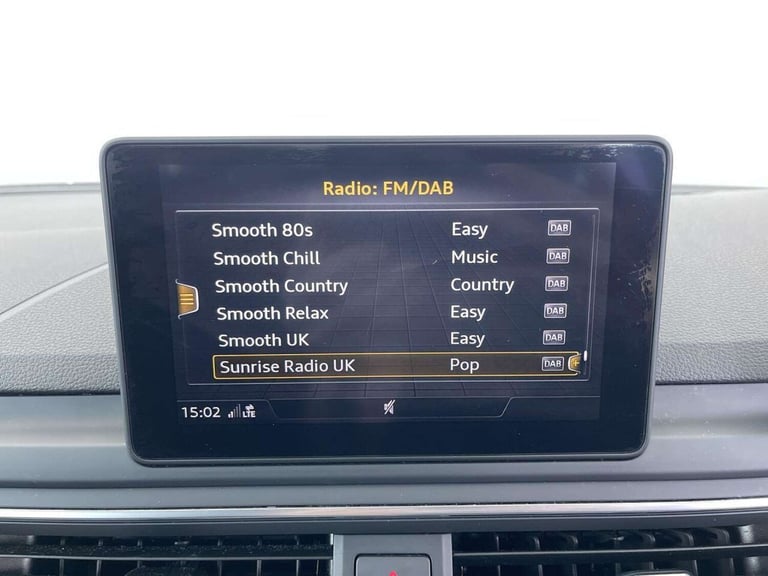 Radio: FM/DAB
Smooth 80s Easy DAB
Smooth Chill Music DAB
Smooth Country Country DAB
Smooth Relax Easy DAB
Smooth UK Easy DAB
Sunrise Radio UK Pop DAB
15:02 LTE